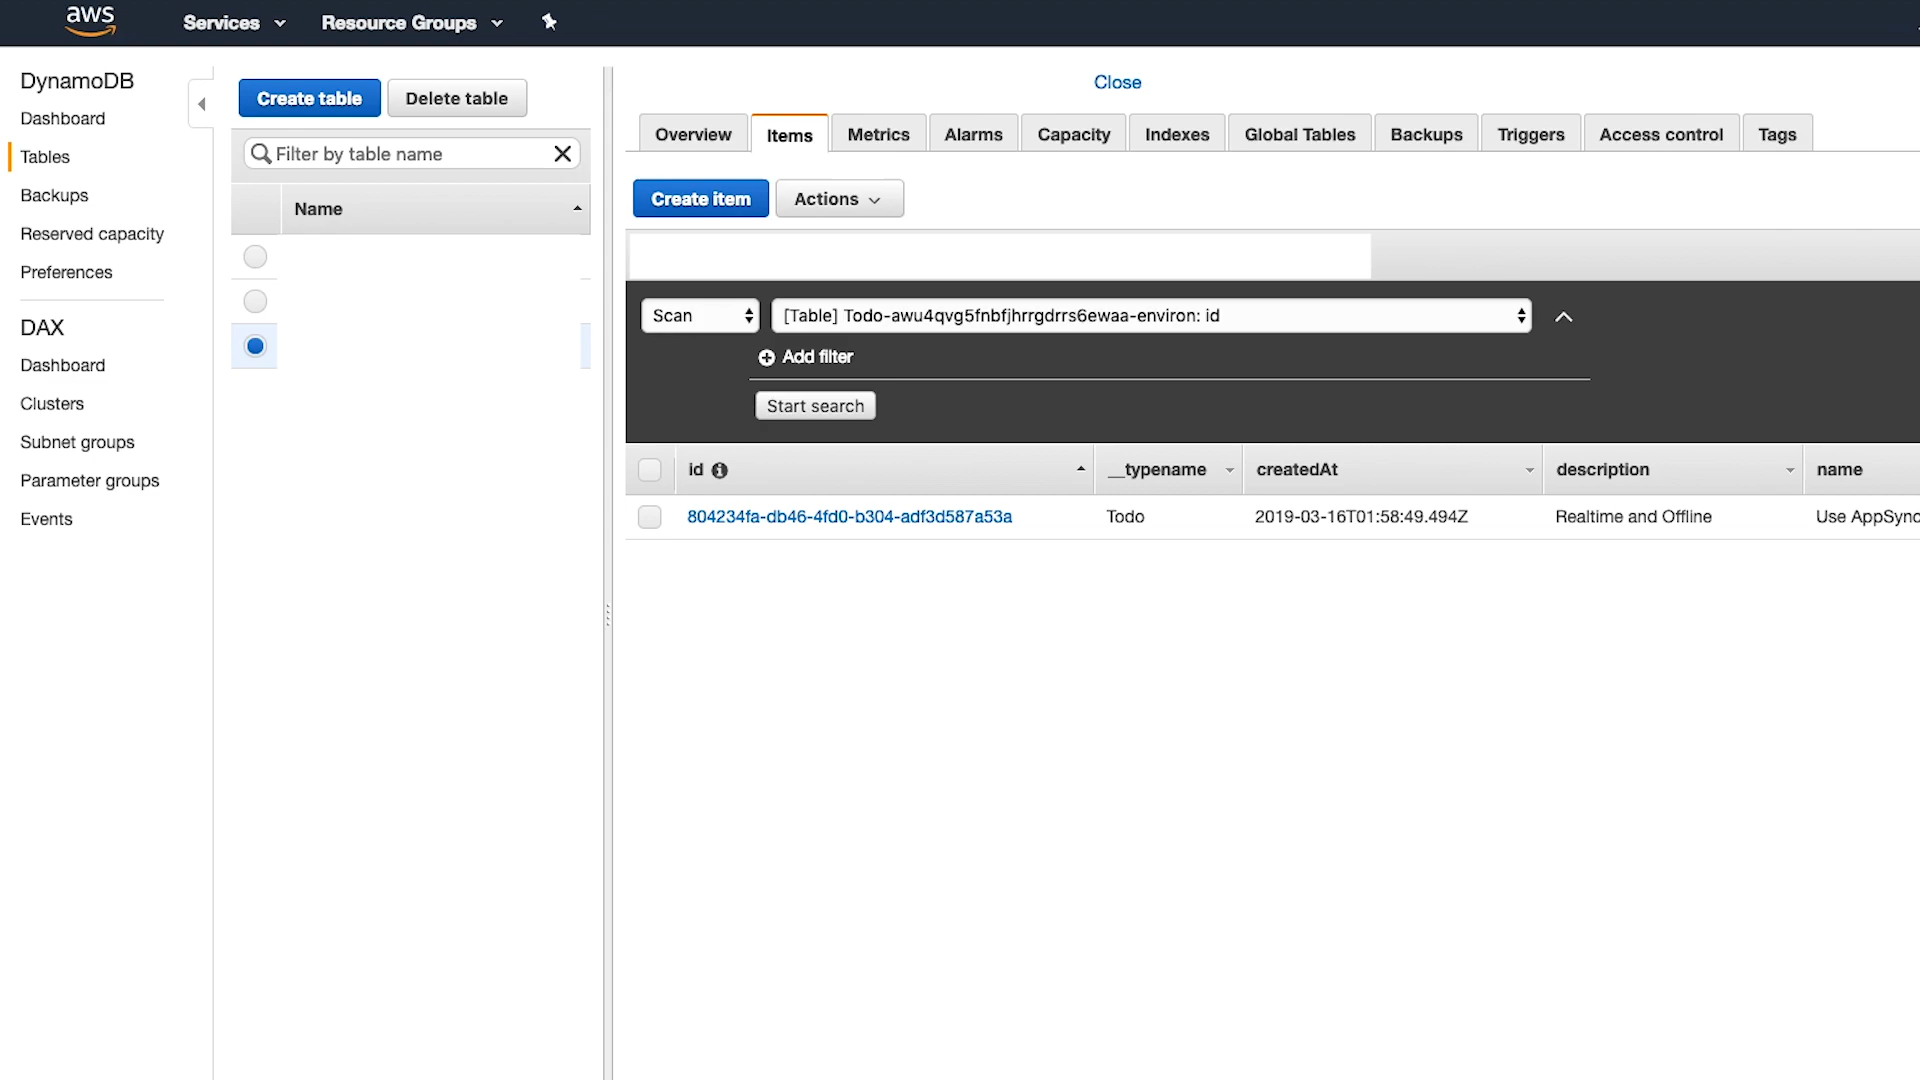 aws Services Resource Groups
DynamoDB
Dashboard
Tables
Backups
Reserved capacity
Preferences
DAX
Dashboard
Clusters
Subnet groups
Parameter groups
Events
Create table Delete table
Filter by table name
Name
Close
Overview Items Metrics Alarms Capacity Indexes Global Tables Backups Triggers Access control Tags
Create item Actions
Scan [Table] Todo-awu4qvg5fnbfjhrrgdrrs6ewaa-environ: id
Add filter
Start search
id __typename createdAt description name
804234fa-db46-4fd0-b304-adf3d587a53a Todo 2019-03-16T01:58:49.494Z Realtime and Offline Use AppSync